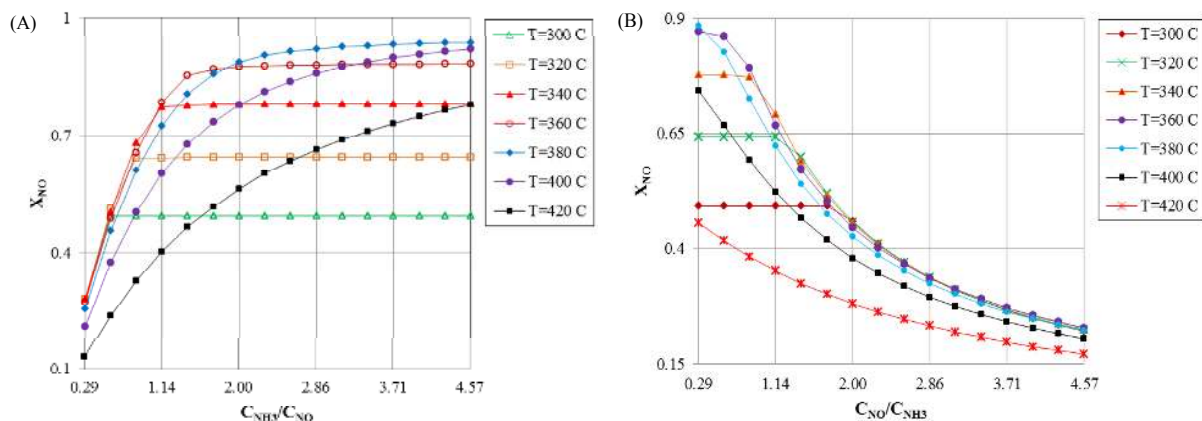 (A)
1
0.7
0.4
0.1
X_NO
0.29 1.14 2.00 2.86 3.71 4.57
C_NH3/C_NO
T=300 C
T=320 C
T=340 C
T=360 C
T=380 C
T=400 C
T=420 C
(B)
0.9
0.65
0.4
0.15
X_NO
0.29 1.14 2.00 2.86 3.71 4.57
C_NO/C_NH3
T=300 C
T=320 C
T=340 C
T=360 C
T=380 C
T=400 C
T=420 C